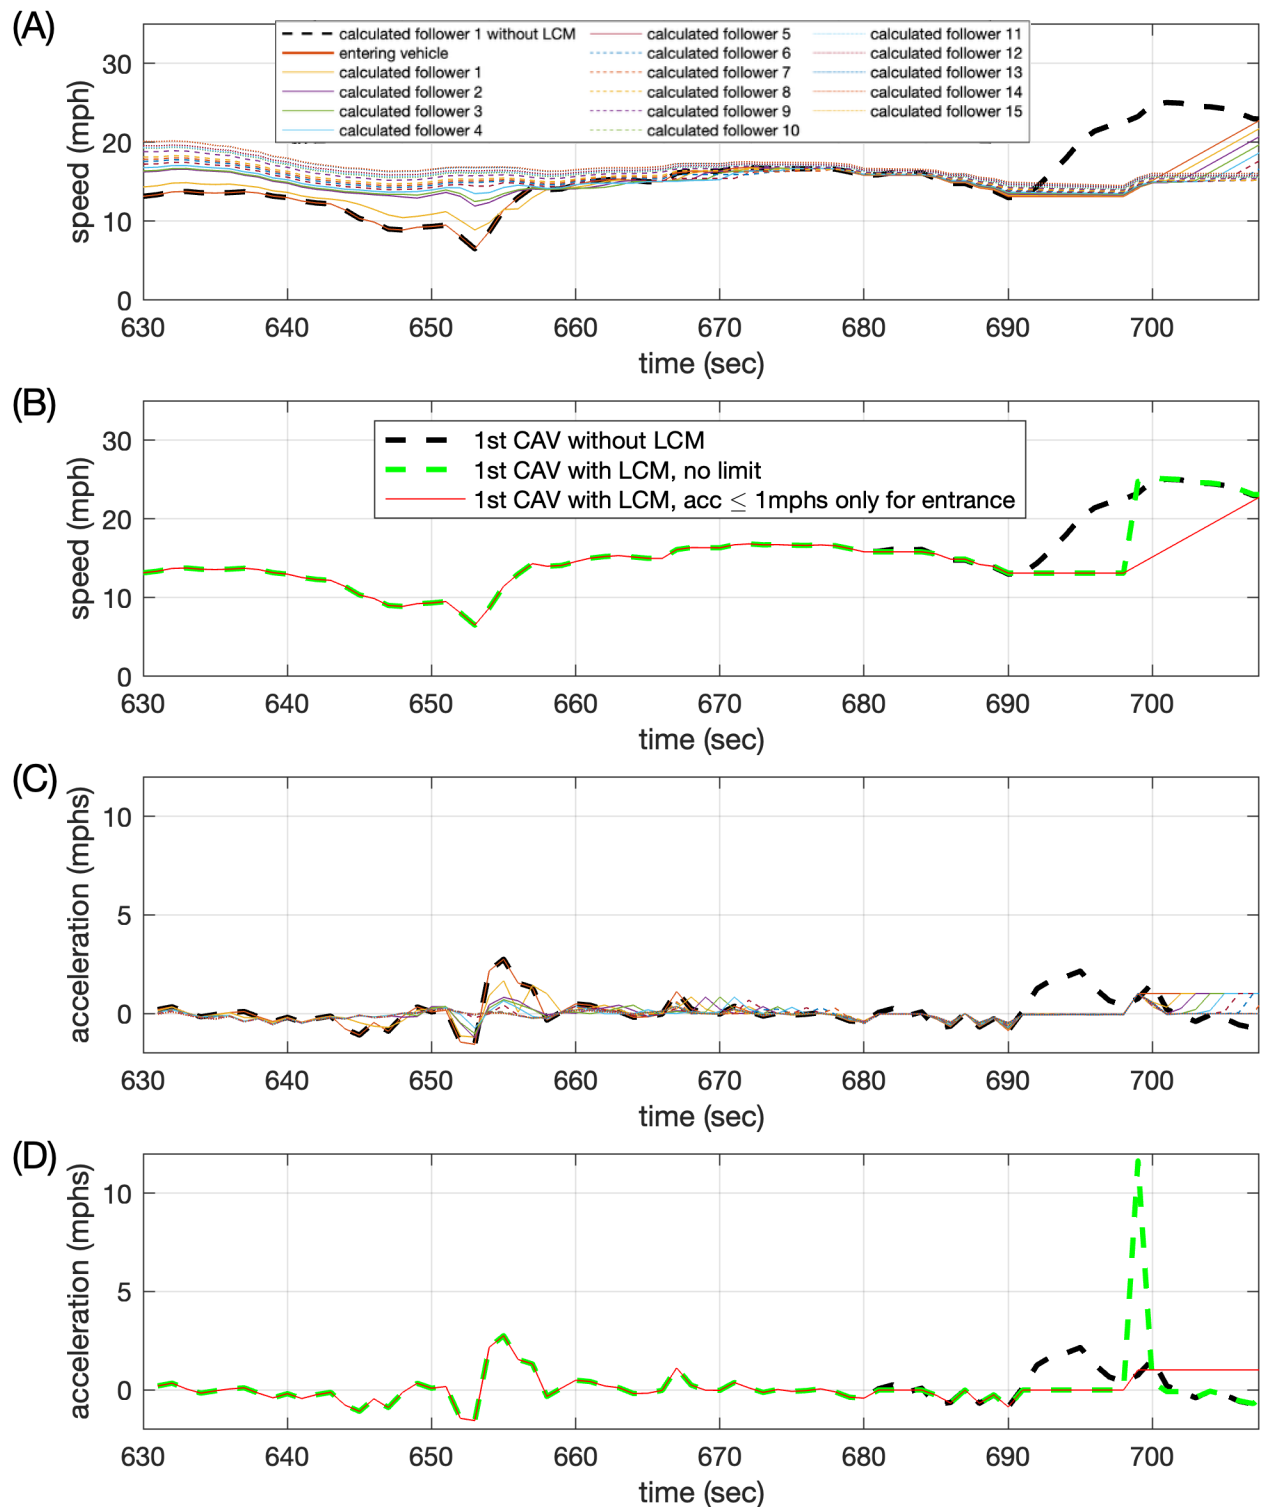 (A)
calculated follower 1 without LCM
entering vehicle
calculated follower 1
calculated follower 2
calculated follower 3
calculated follower 4
calculated follower 5
calculated follower 6
calculated follower 7
calculated follower 8
calculated follower 9
calculated follower 10
calculated follower 11
calculated follower 12
calculated follower 13
calculated follower 14
calculated follower 15
speed (mph)
30
20
10
0
630 640 650 660 670 680 690 700
time (sec)
(B)
1st CAV without LCM
1st CAV with LCM, no limit
1st CAV with LCM, acc ≤ 1mphs only for entrance
speed (mph)
30
20
10
0
630 640 650 660 670 680 690 700
time (sec)
(C)
acceleration (mphs)
10
5
0
630 640 650 660 670 680 690 700
time (sec)
(D)
acceleration (mphs)
10
5
0
630 640 650 660 670 680 690 700
time (sec)